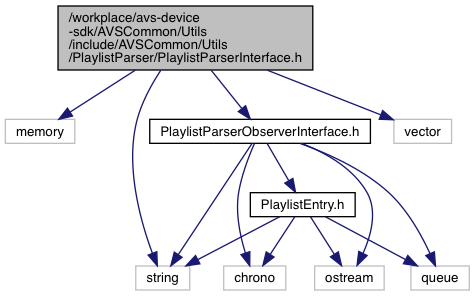 /workplace/avs-device
-sdk/AVSCommon/Utils
/include/AVSCommon/Utils
/PlaylistParser/PlaylistParserInterface.h
memory
PlaylistParserObserverInterface.h
vector
PlaylistEntry.h
string
chrono
ostream
queue